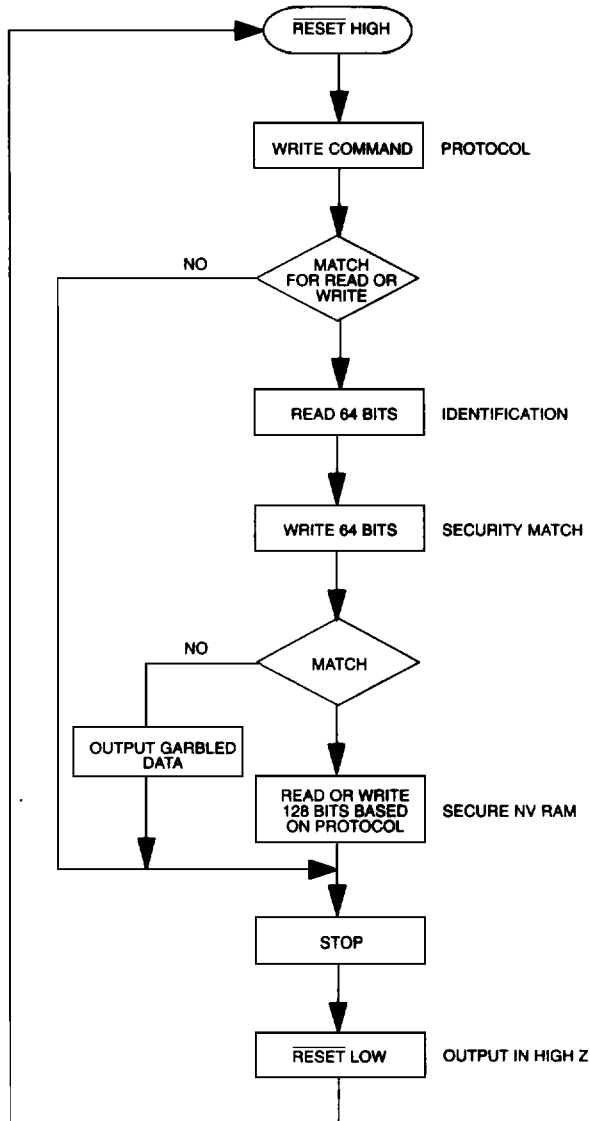 RESET HIGH
WRITE COMMAND
PROTOCOL
NO
MATCH
FOR READ OR
WRITE
READ 64 BITS
IDENTIFICATION
WRITE 64 BITS
SECURITY MATCH
NO
MATCH
OUTPUT GARBLED
DATA
READ OR WRITE
128 BITS BASED
ON PROTOCOL
SECURE NV RAM
STOP
RESET LOW
OUTPUT IN HIGH Z